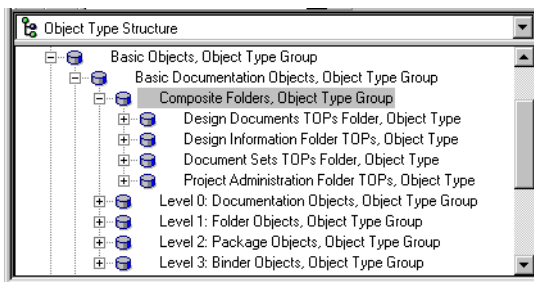 Object Type Structure
Basic Objects, Object Type Group
Basic Documentation Objects, Object Type Group
Composite Folders, Object Type Group
Design Documents TOPs Folder, Object Type
Design Information Folder TOPs, Object Type
Document Sets TOPs Folder, Object Type
Project Administration Folder TOPs, Object Type
Level 0: Documentation Objects, Object Type Group
Level 1: Folder Objects, Object Type Group
Level 2: Package Objects, Object Type Group
Level 3: Binder Objects, Object Type Group